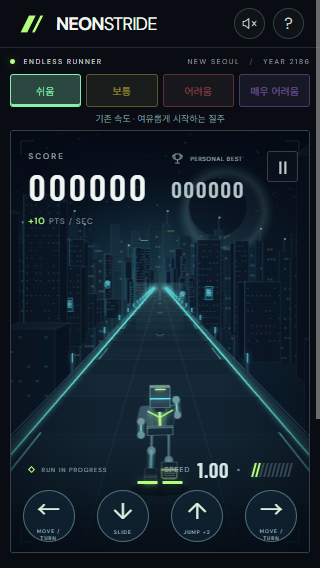 NEONSTRIDE
?
ENDLESS RUNNER
NEW SEOUL / YEAR 2186
쉬움
보통
어려움
매우 어려움
기존 속도 · 여유롭게 시작하는 질주
SCORE
PERSONAL BEST
000000
000000
+10 PTS / SEC
RUN IN PROGRESS
SPEED 1.00
MOVE / TURN
SLIDE
JUMP ×2
MOVE / TURN